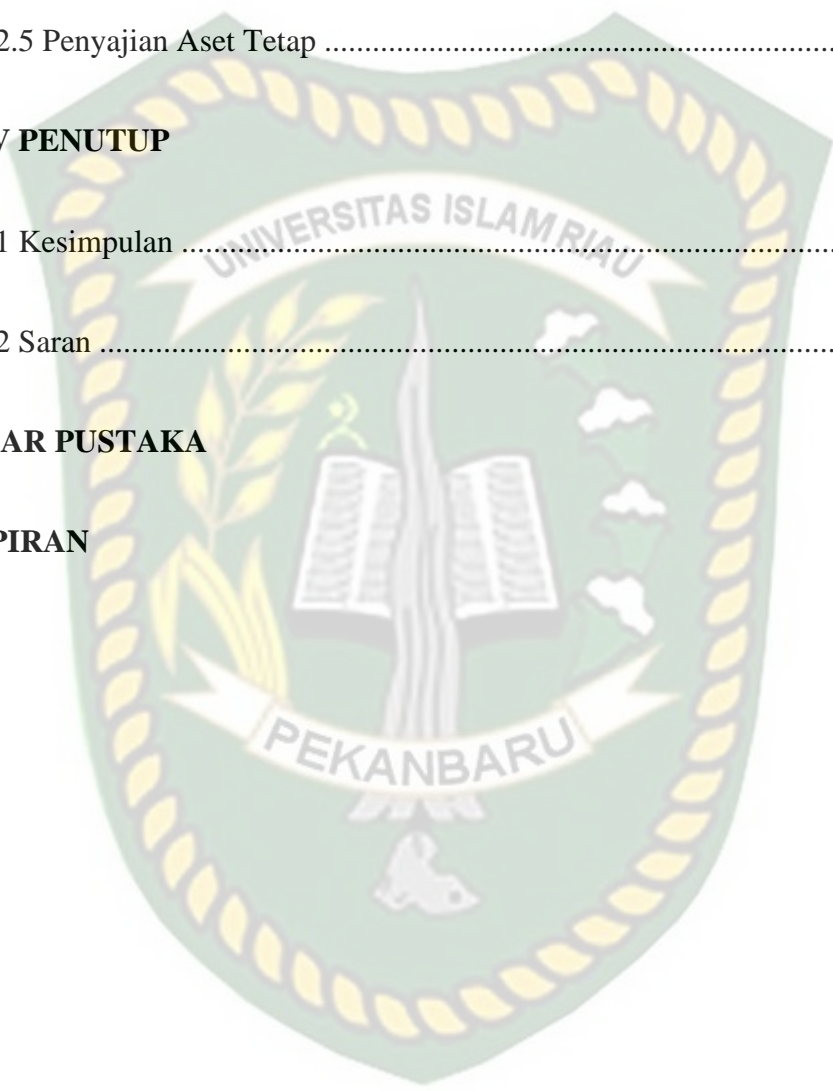 2.5 Penyajian Aset Tetap ................................................................................
V PENUTUP
UNIVERSITAS ISLAM RIAU
1 Kesimpulan ................................................................................................
2 Saran ..........................................................................................................
AR PUSTAKA
PIRAN
PEKANBARU